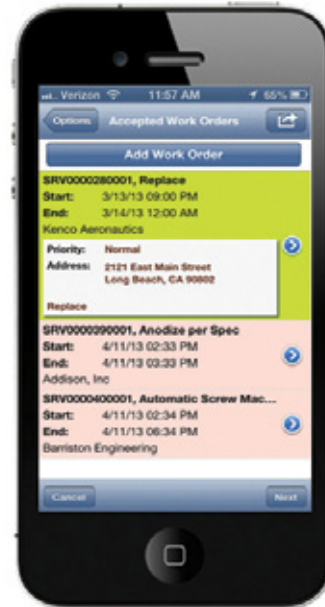 Verizon 11:57 AM 65%
Options Accepted Work Orders
Add Work Order
SRV0000280001, Replace
Start: 3/13/13 09:00 PM
End: 3/14/13 12:00 AM
Kenco Aeronautics
Priority: Normal
Address: 2121 East Main Street
Long Beach, CA 90802
Replace
SRV0000390001, Anodize per Spec
Start: 4/11/13 02:33 PM
End: 4/11/13 03:33 PM
Addison, Inc
SRV0000400001, Automatic Screw Mac...
Start: 4/11/13 02:34 PM
End: 4/11/13 06:34 PM
Barriston Engineering
Cancel Next